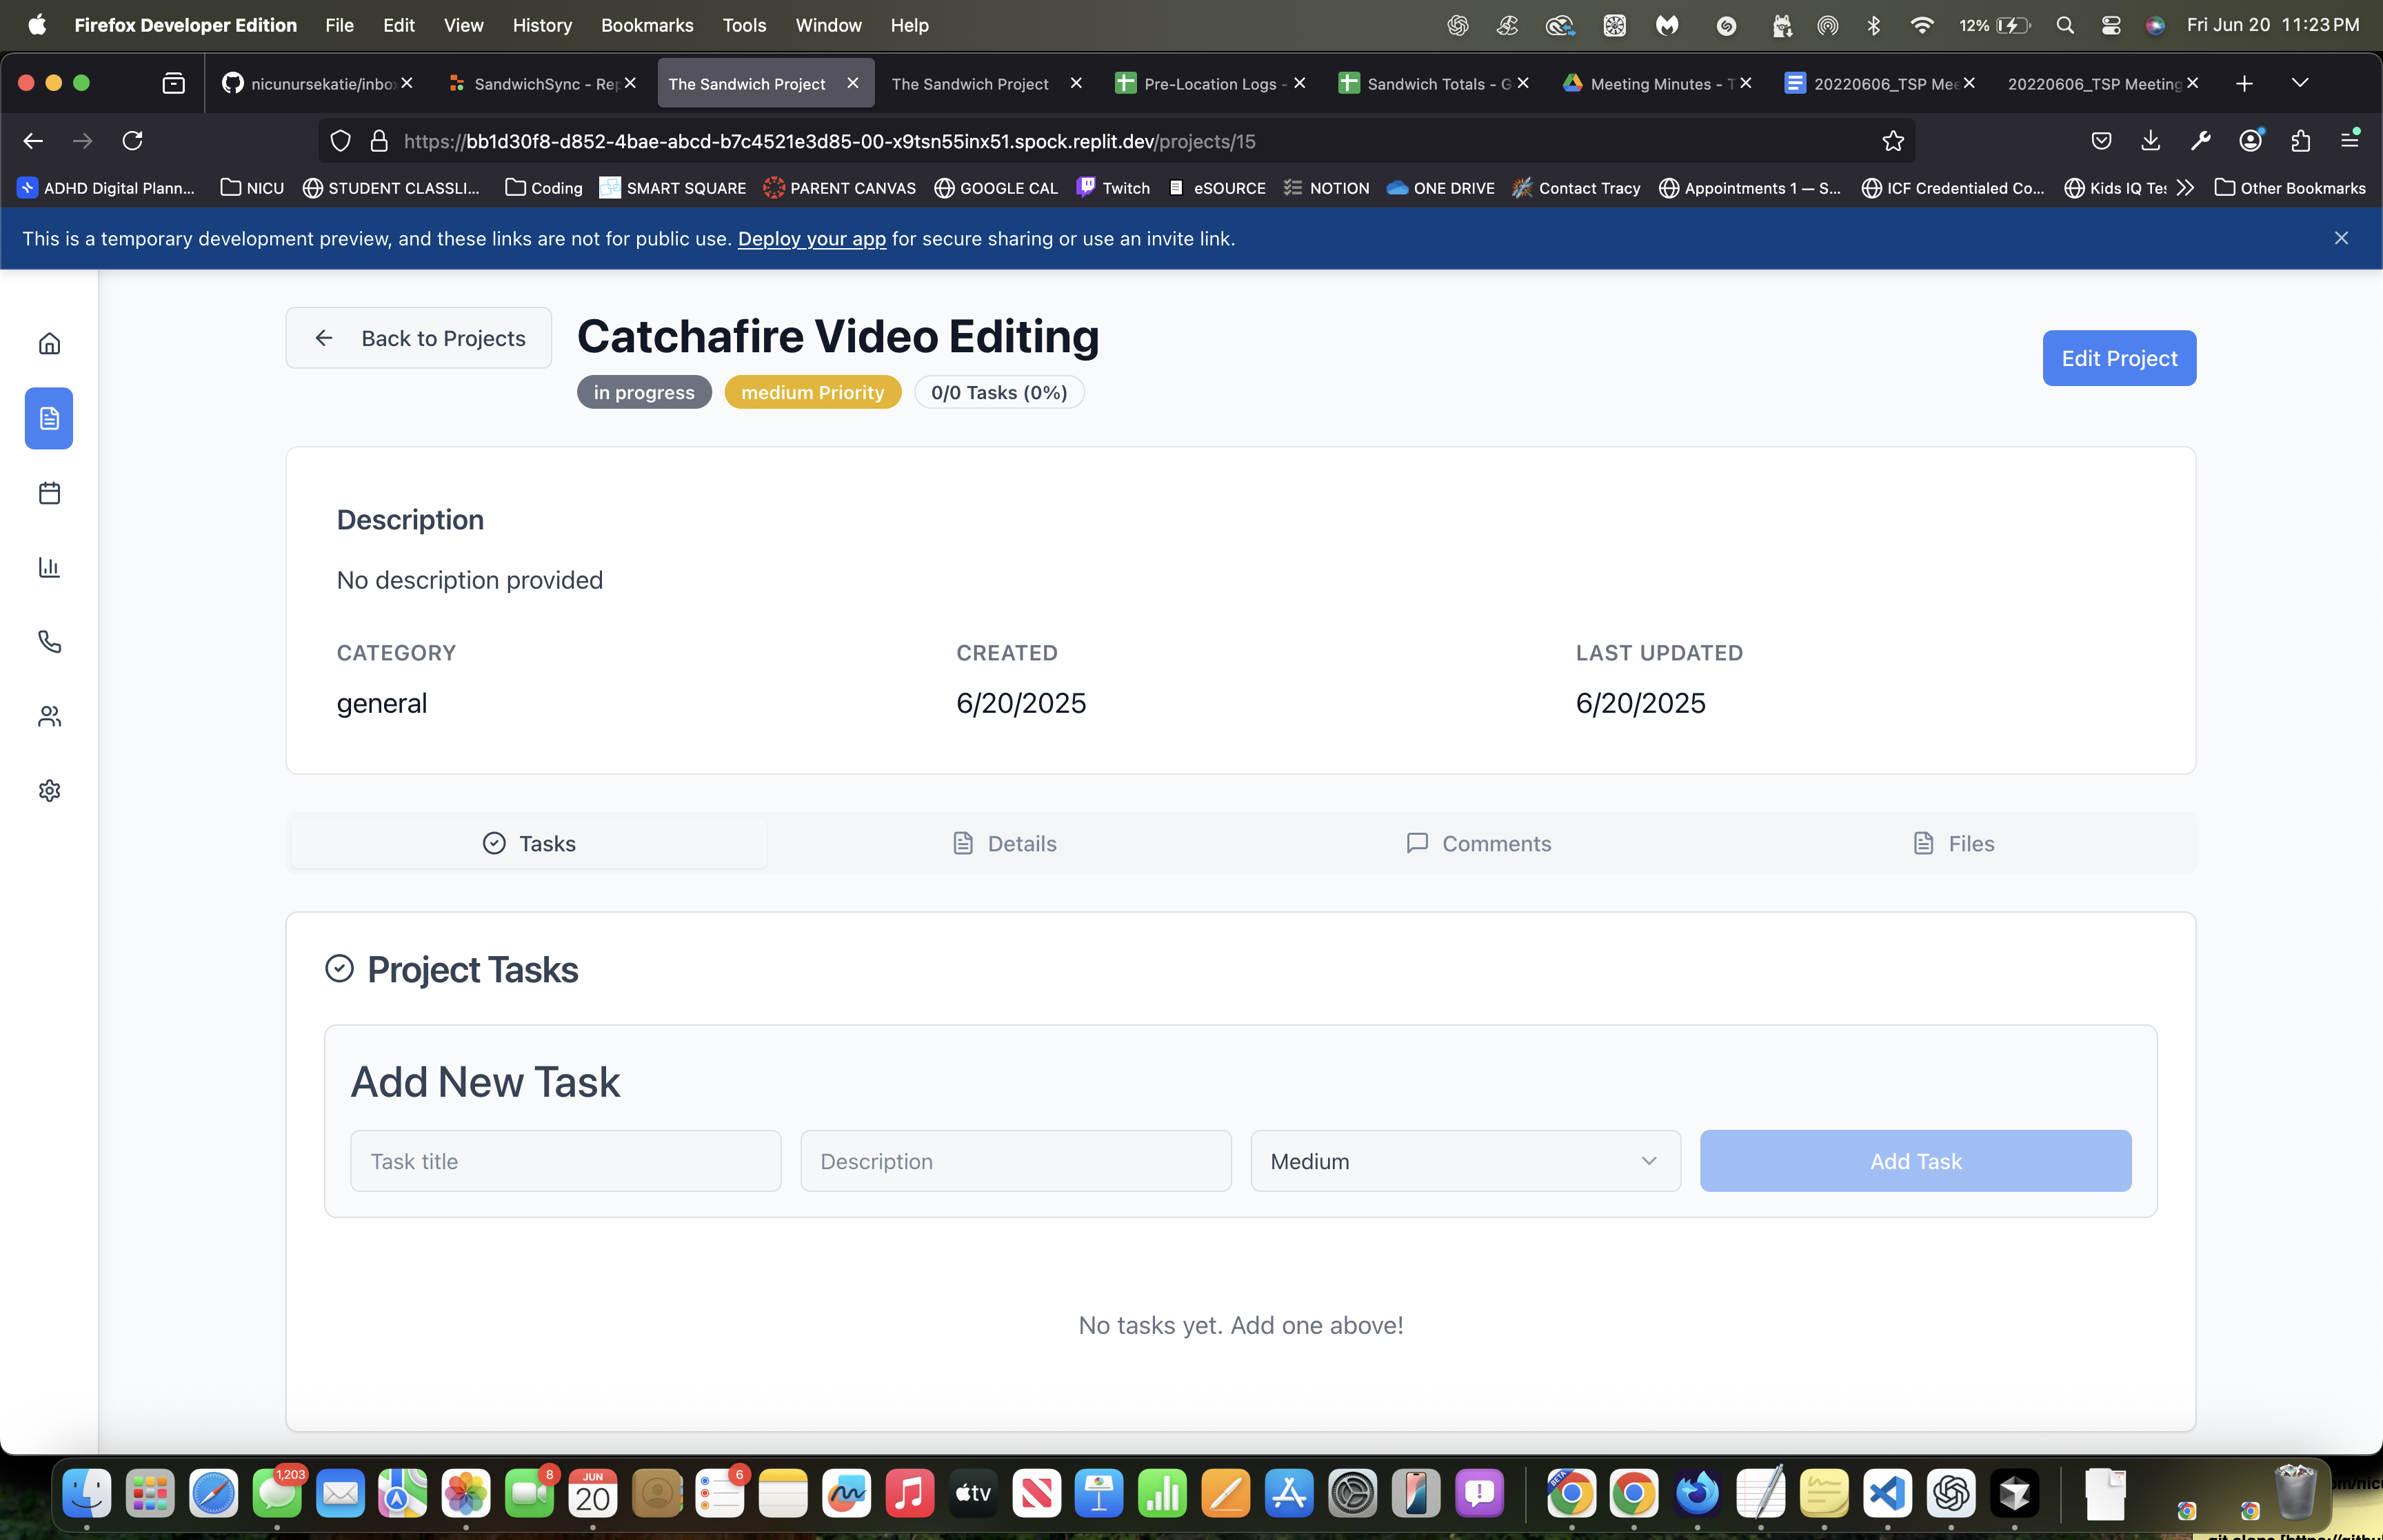 Firefox Developer Edition File Edit View History Bookmarks Tools Window Help 12% Fri Jun 20 11:23 PM
nicunursekatie/inbo SandwichSync - Rep The Sandwich Project The Sandwich Project Pre-Location Logs - Sandwich Totals - G Meeting Minutes - T 20220606_TSP Mee 20220606_TSP Meeting
https://bb1d30f8-d852-4bae-abcd-b7c4521e3d85-00-x9tsn55inx51.spock.replit.dev/projects/15
ADHD Digital Plann... NICU STUDENT CLASSLI... Coding SMART SQUARE PARENT CANVAS GOOGLE CAL Twitch eSOURCE NOTION ONE DRIVE Contact Tracy Appointments 1 — S... ICF Credentialed Co... Kids IQ Tes Other Bookmarks
This is a temporary development preview, and these links are not for public use. Deploy your app for secure sharing or use an invite link.
Back to Projects
Catchafire Video Editing
in progress medium Priority 0/0 Tasks (0%)
Edit Project
Description
No description provided
CATEGORY CREATED LAST UPDATED
general 6/20/2025 6/20/2025
Tasks Details Comments Files
Project Tasks
Add New Task
Task title Description Medium Add Task
No tasks yet. Add one above!
1,203 8 JUN 20 6 tv BETA